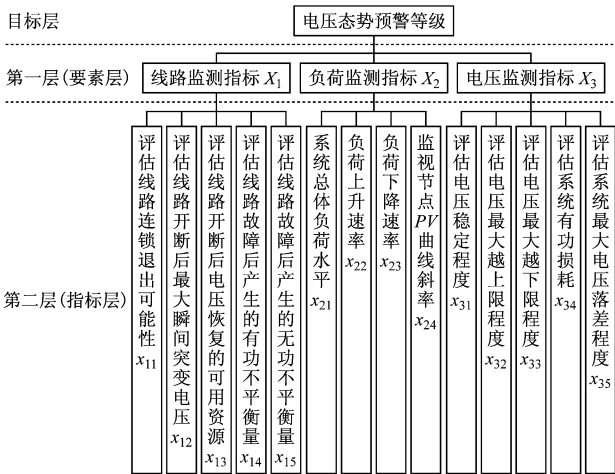 目标层
电压态势预警等级
第一层(要素层)
线路监测指标 X1
负荷监测指标 X2
电压监测指标 X3
第二层(指标层)
评估线路连锁退出可能性 x11
评估线路开断后最大瞬间突变电压 x12
评估线路开断后电压恢复的可用资源 x13
评估线路故障后产生的有功不平衡量 x14
评估线路故障后产生的无功不平衡量 x15
系统总体负荷水平 x21
负荷上升速率 x22
负荷下降速率 x23
监视节点PV曲线斜率 x24
评估电压稳定程度 x31
评估电压最大越上限程度 x32
评估电压最大越下限程度 x33
评估系统有功损耗 x34
评估系统最大电压落差程度 x35